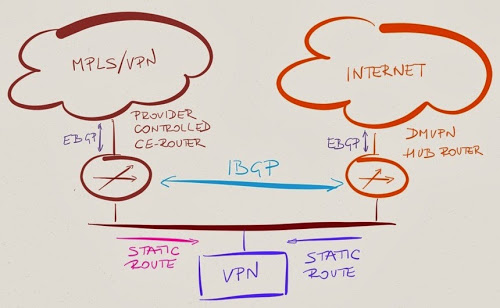 MPLS/VPN
INTERNET
PROVIDER
CONTROLLED
CE-ROUTER
EBGP
EBGP
DMVPN
HUB ROUTER
IBGP
STATIC
ROUTE
VPN
STATIC
ROUTE